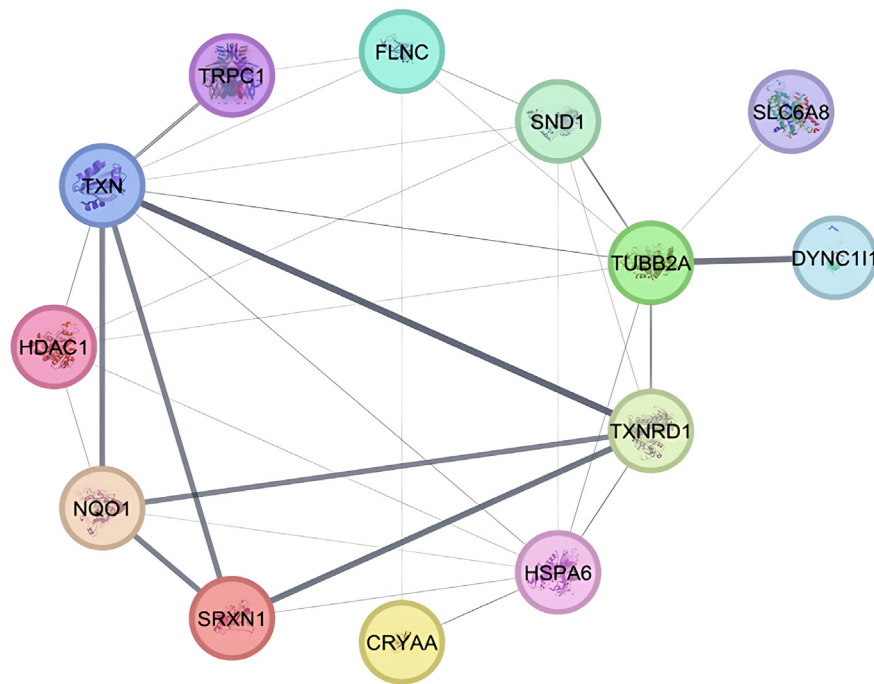 FLNC
TRPC1
SLC6A8
SND1
TXN
TUBB2A
DYNC1I1
HDAC1
TXNRD1
NQO1
HSPA6
SRXN1
CRYAA